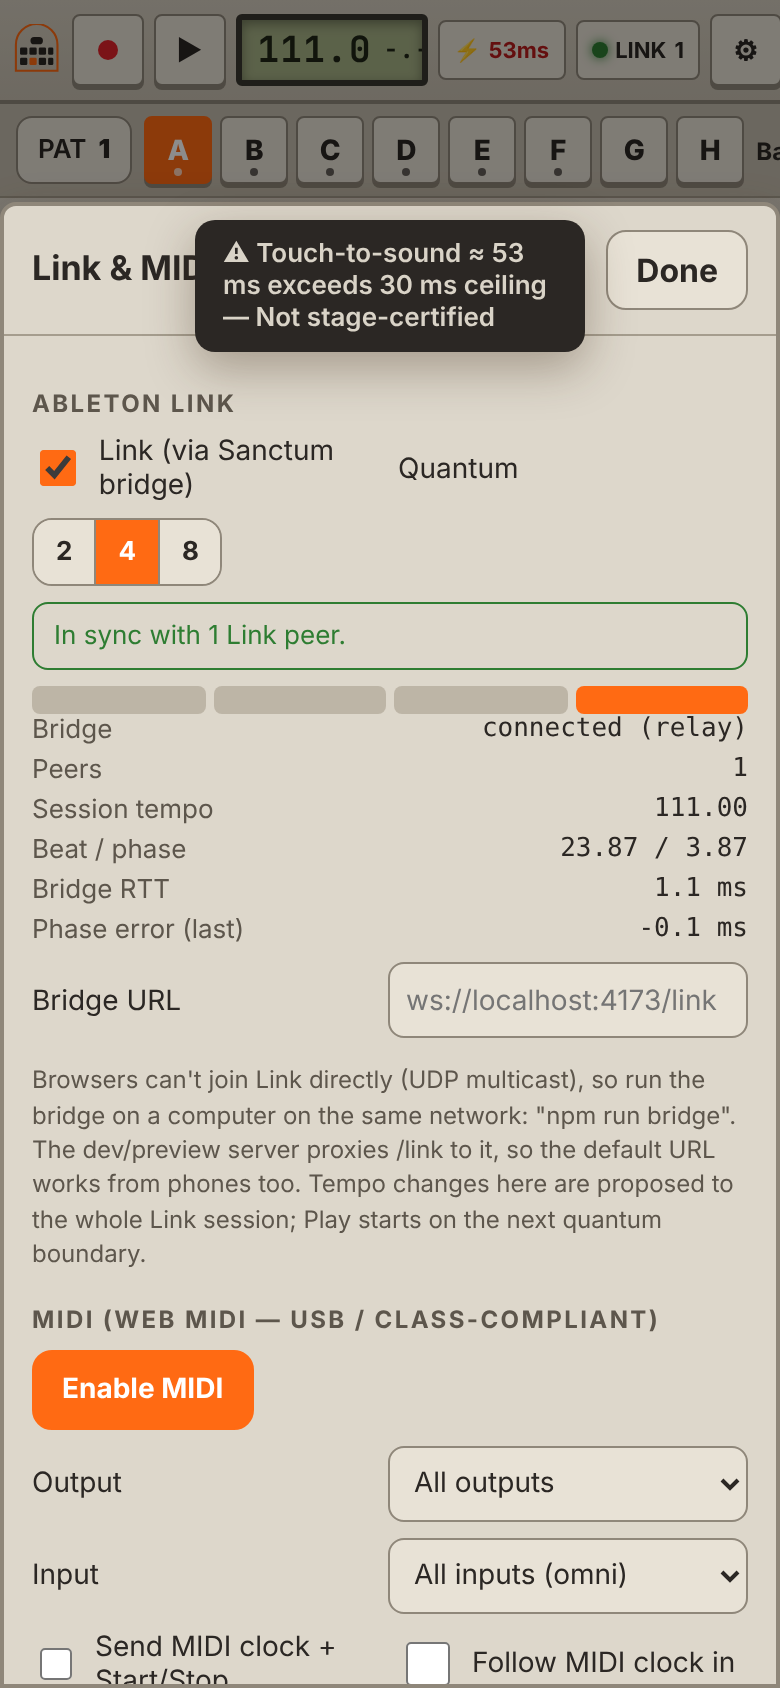 111.0 -.-
⚡ 53ms
LINK 1
PAT 1
A B C D E F G H
Link & MID
⚠ Touch-to-sound ≈ 53
ms exceeds 30 ms ceiling
— Not stage-certified
Done
ABLETON LINK
Link (via Sanctum
bridge)
Quantum
2 4 8
In sync with 1 Link peer.
Bridge connected (relay)
Peers 1
Session tempo 111.00
Beat / phase 23.87 / 3.87
Bridge RTT 1.1 ms
Phase error (last) -0.1 ms
Bridge URL ws://localhost:4173/link
Browsers can't join Link directly (UDP multicast), so run the
bridge on a computer on the same network: "npm run bridge".
The dev/preview server proxies /link to it, so the default URL
works from phones too. Tempo changes here are proposed to
the whole Link session; Play starts on the next quantum
boundary.
MIDI (WEB MIDI — USB / CLASS-COMPLIANT)
Enable MIDI
Output All outputs
Input All inputs (omni)
Send MIDI clock +
Start/Stop
Follow MIDI clock in